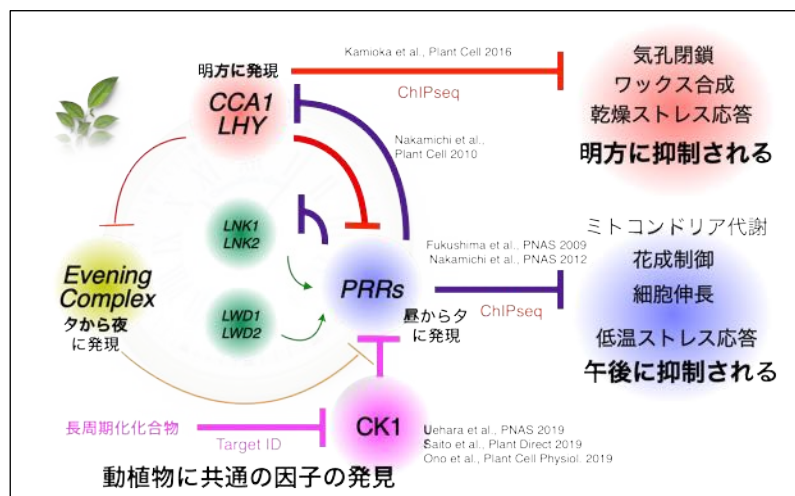 Kamioka et al., Plant Cell 2016
明方に発現
CCA1
LHY
ChIPseq
気孔閉鎖
ワックス合成
乾燥ストレス応答
明方に抑制される
Nakamichi et al.,
Plant Cell 2010
LNK1
LNK2
Evening
Complex
夕から夜
に発現
LWD1
LWD2
PRRs
昼から夕
に発現
Fukushima et al., PNAS 2009
Nakamichi et al., PNAS 2012
ChIPseq
ミトコンドリア代謝
花成制御
細胞伸長
低温ストレス応答
午後に抑制される
長周期化化合物
Target ID
CK1
Uehara et al., PNAS 2019
Saito et al., Plant Direct 2019
Ono et al., Plant Cell Physiol. 2019
動植物に共通の因子の発見